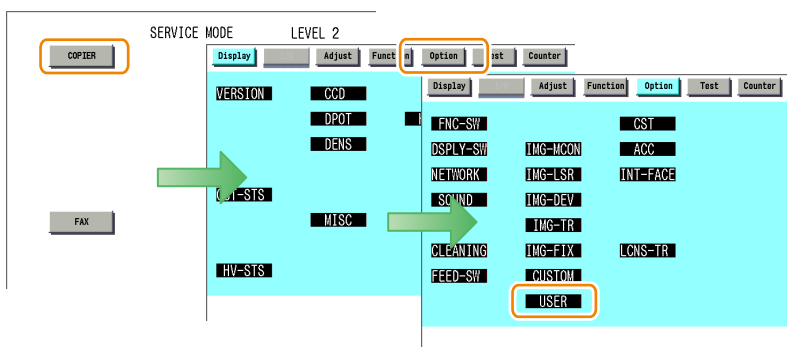 SERVICE MODE LEVEL 2
COPIER
FAX
Display Adjust Option Counter
VERSION CCD
DPOT
DENS
MISC
HV-STS
Display Adjust Function Option Test Counter
FNC-SW CST
DSPLY-SW IMG-MCON ACC
NETWORK IMG-LSR INT-FACE
SOUND IMG-DEV
IMG-TR
CLEANING IMG-FIX LCNS-TR
FEED-SW CUSTOM
USER